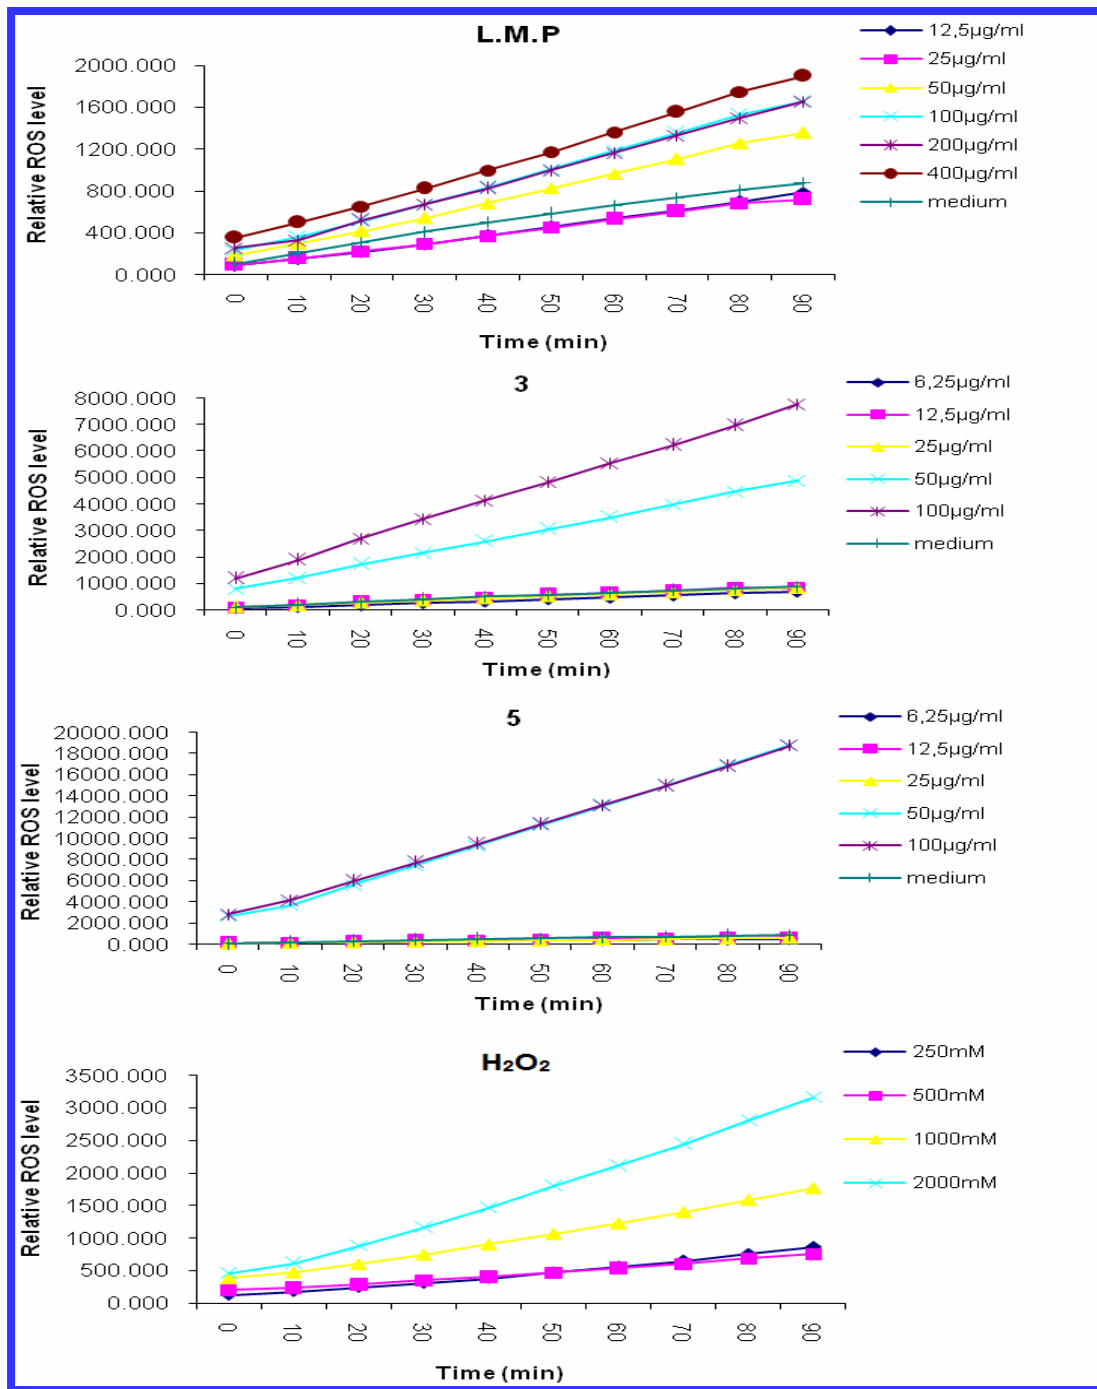 L.M.P
Relative ROS level
2000.000
1600.000
1200.000
800.000
400.000
0.000
0 10 20 30 40 50 60 70 80 90
Time (min)
12,5µg/ml
25µg/ml
50µg/ml
100µg/ml
200µg/ml
400µg/ml
medium
3
Relative ROS level
8000.000
7000.000
6000.000
5000.000
4000.000
3000.000
2000.000
1000.000
0.000
0 10 20 30 40 50 60 70 80 90
Time (min)
6,25µg/ml
12,5µg/ml
25µg/ml
50µg/ml
100µg/ml
medium
5
Relative ROS level
20000.000
18000.000
16000.000
14000.000
12000.000
10000.000
8000.000
6000.000
4000.000
2000.000
0.000
0 10 20 30 40 50 60 70 80 90
Time (min)
6,25µg/ml
12,5µg/ml
25µg/ml
50µg/ml
100µg/ml
medium
H₂O₂
Relative ROS level
3500.000
3000.000
2500.000
2000.000
1500.000
1000.000
500.000
0.000
0 10 20 30 40 50 60 70 80 90
Time (min)
250mM
500mM
1000mM
2000mM